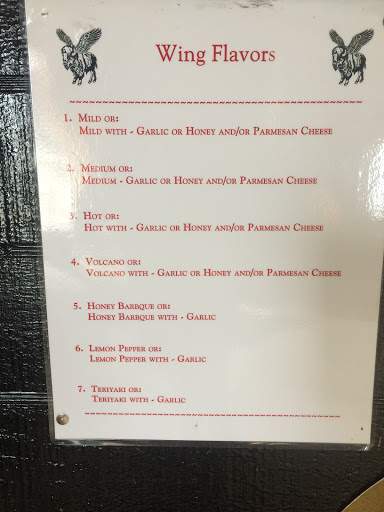 Wing Flavors
~~~~~~~~~~~~~~~~~~~~~~~~~~~~~~~~~~~~~~~~
1. Mild or:
Mild with - Garlic or Honey and/or Parmesan Cheese
2. Medium or:
Medium - Garlic or Honey and/or Parmesan Cheese
3. Hot or:
Hot with - Garlic or Honey and/or Parmesan Cheese
4. Volcano or:
Volcano with - Garlic or Honey and/or Parmesan Cheese
5. Honey Barbque or:
Honey Barbque with - Garlic
6. Lemon Pepper or:
Lemon Pepper with - Garlic
7. Teriyaki or:
Teriyaki with - Garlic
~~~~~~~~~~~~~~~~~~~~~~~~~~~~~~~~~~~~~~~~